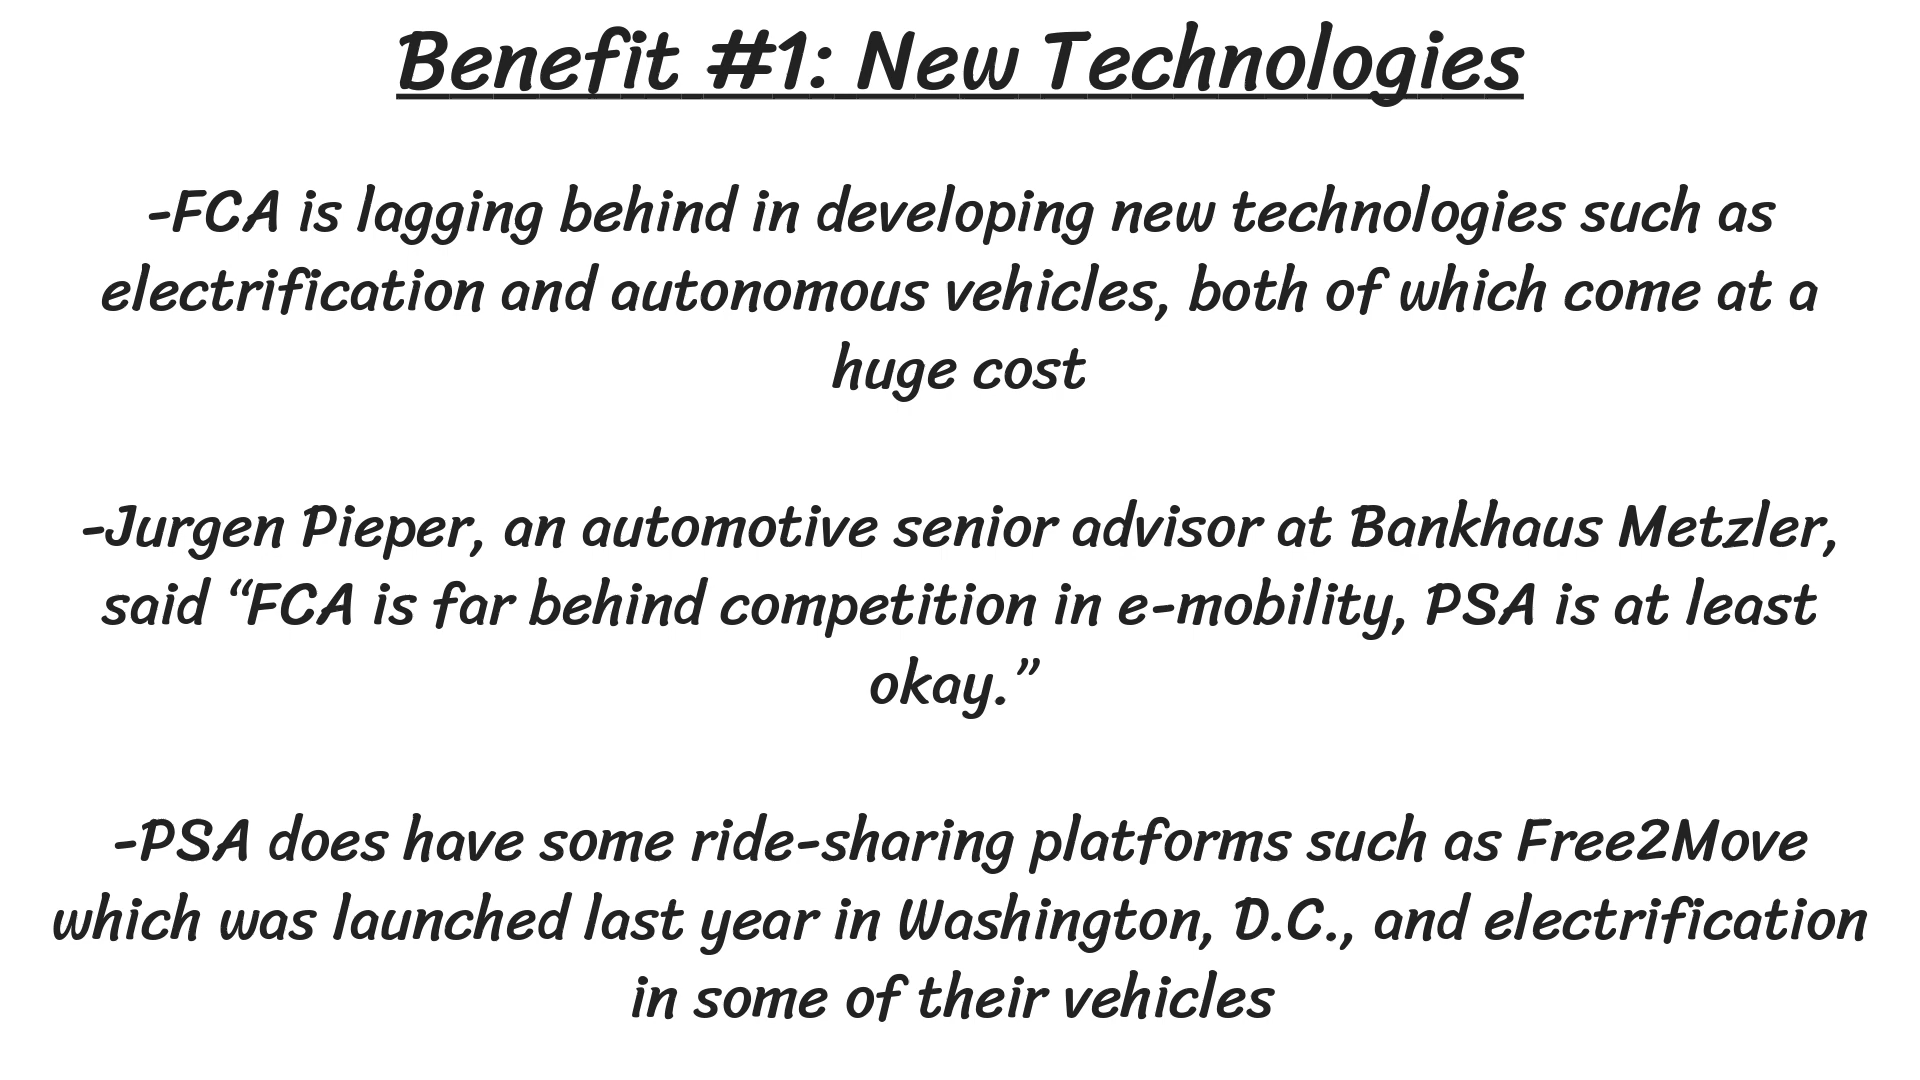 Benefit #1: New Technologies
-FCA is lagging behind in developing new technologies such as
electrification and autonomous vehicles, both of which come at a
huge cost
-Jurgen Pieper, an automotive senior advisor at Bankhaus Metzler,
said “FCA is far behind competition in e-mobility, PSA is at least
okay.”
-PSA does have some ride-sharing platforms such as Free2Move
which was launched last year in Washington, D.C., and electrification
in some of their vehicles